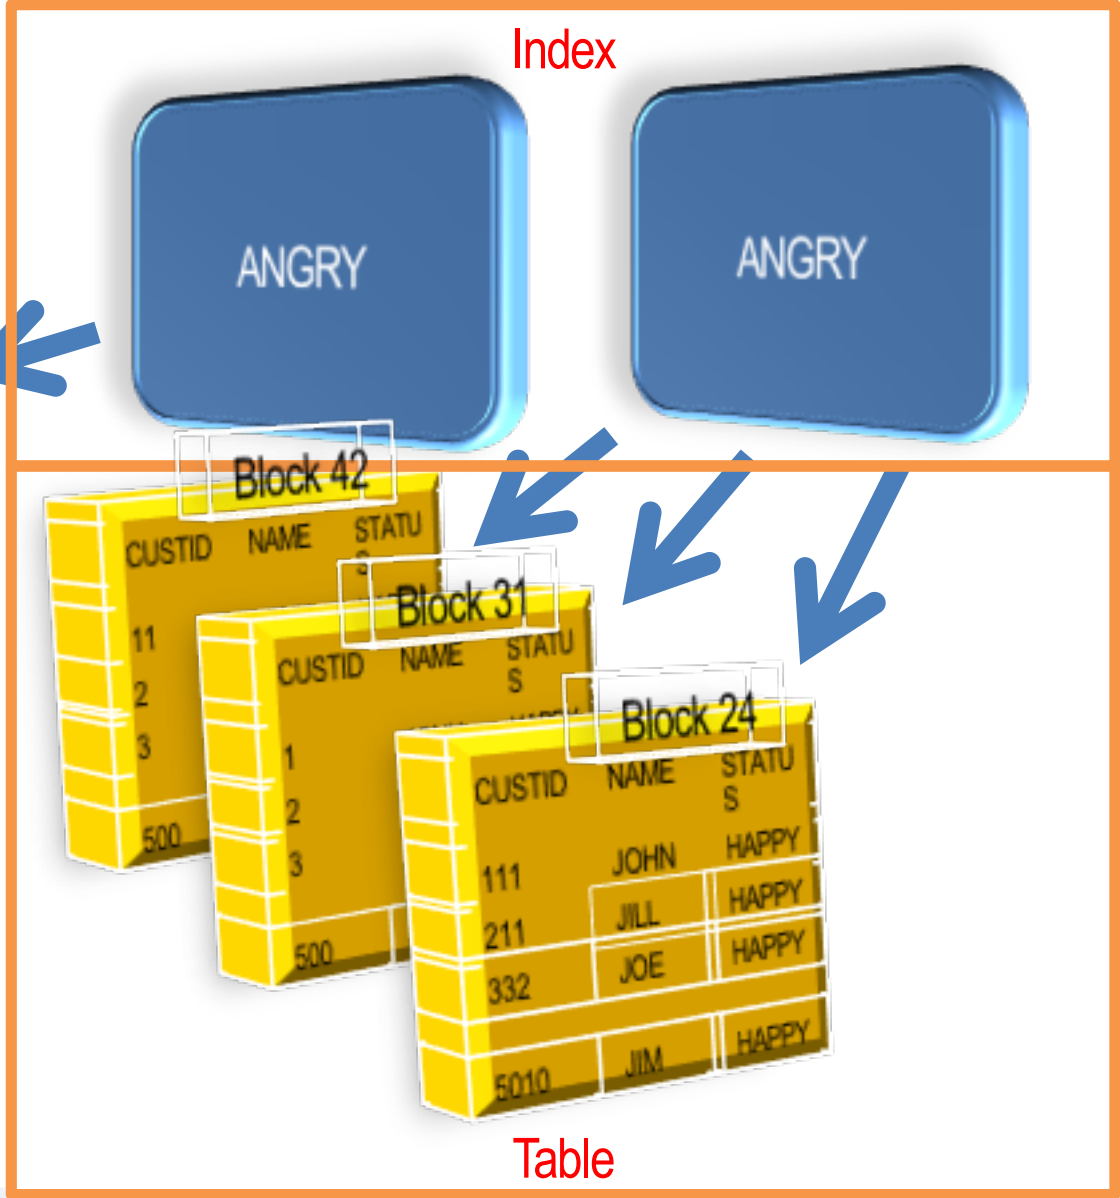 Index
ANGRY
ANGRY
Block 42
CUSTID NAME STATU
S
11
2
3
500
Block 31
CUSTID NAME STATU
S
1
2
3
500
Block 24
CUSTID NAME STATU
S
111 JOHN HAPPY
211 JILL HAPPY
332 JOE HAPPY
5010 JIM HAPPY
Table